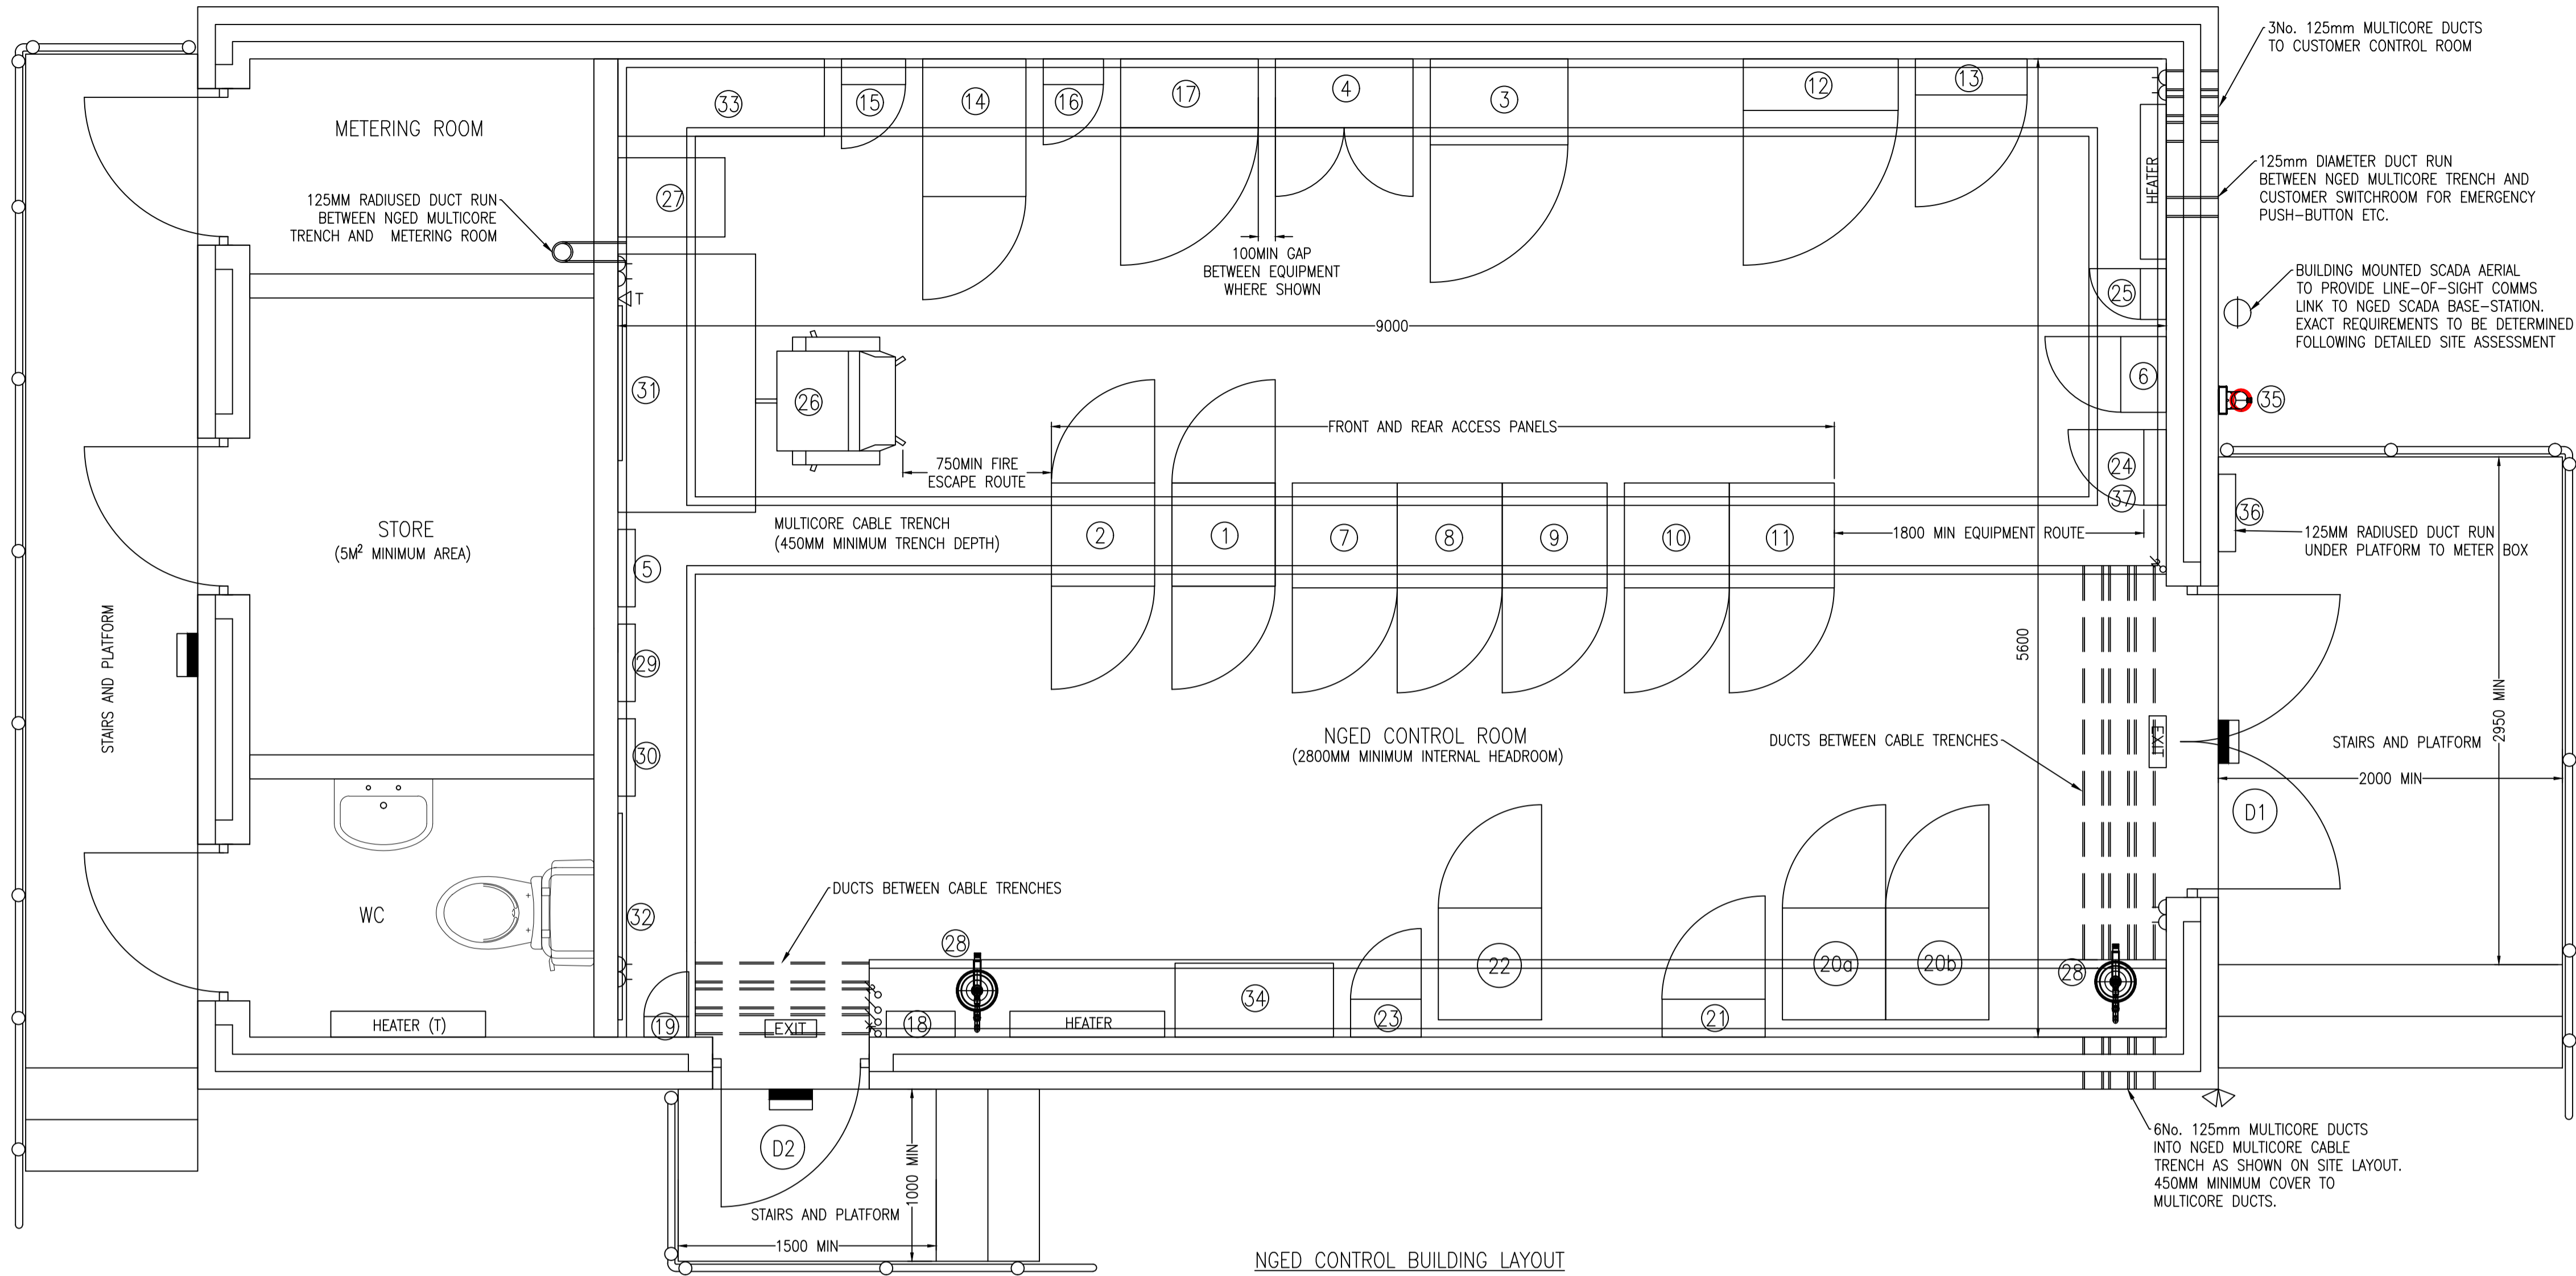 3No. 125mm MULTICORE DUCTS
TO CUSTOMER CONTROL ROOM
33
15
14
16
17
4
3
12
13
METERING ROOM
125MM RADIUSED DUCT RUN
BETWEEN NGED MULTICORE
TRENCH AND METERING ROOM
27
HEATER
125mm DIAMETER DUCT RUN
BETWEEN NGED MULTICORE TRENCH AND
CUSTOMER SWITCHROOM FOR EMERGENCY
PUSH-BUTTON ETC.
100MIN GAP
BETWEEN EQUIPMENT
WHERE SHOWN
T
25
BUILDING MOUNTED SCADA AERIAL
TO PROVIDE LINE-OF-SIGHT COMMS
LINK TO NGED SCADA BASE-STATION.
EXACT REQUIREMENTS TO BE DETERMINED
FOLLOWING DETAILED SITE ASSESSMENT
9000
31
26
6
35
FRONT AND REAR ACCESS PANELS
750MIN FIRE
ESCAPE ROUTE
24
37
36
STORE
(5M² MINIMUM AREA)
MULTICORE CABLE TRENCH
(450MM MINIMUM TRENCH DEPTH)
2
1
7
8
9
10
11
1800 MIN EQUIPMENT ROUTE
125MM RADIUSED DUCT RUN
UNDER PLATFORM TO METER BOX
5
29
30
STAIRS AND PLATFORM
5600
NGED CONTROL ROOM
(2800MM MINIMUM INTERNAL HEADROOM)
DUCTS BETWEEN CABLE TRENCHES
EXIT
STAIRS AND PLATFORM
2950 MIN
2000 MIN
D1
WC
32
DUCTS BETWEEN CABLE TRENCHES
28
22
20a
20b
28
HEATER (T)
19
EXIT
18
HEATER
34
23
21
D2
1000 MIN
STAIRS AND PLATFORM
1500 MIN
6No. 125mm MULTICORE DUCTS
INTO NGED MULTICORE CABLE
TRENCH AS SHOWN ON SITE LAYOUT.
450MM MINIMUM COVER TO
MULTICORE DUCTS.
NGED CONTROL BUILDING LAYOUT